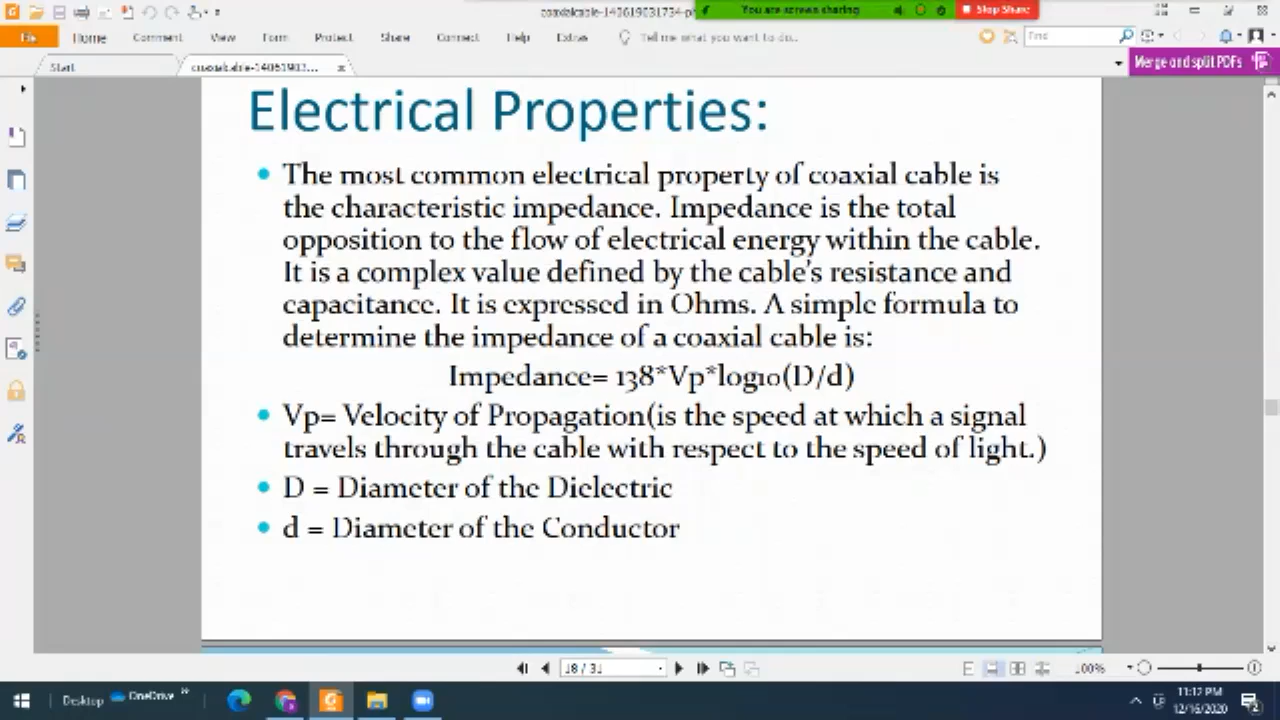 You are screen sharing
Stop Share
File Home Comment View Form Protect Share Connect Help Extras Tell me what you want to do.. Find
Start
Merge and split PDFs
Electrical Properties:
The most common electrical property of coaxial cable is
the characteristic impedance. Impedance is the total
opposition to the flow of electrical energy within the cable.
It is a complex value defined by the cable's resistance and
capacitance. It is expressed in Ohms. A simple formula to
determine the impedance of a coaxial cable is:
Impedance= 138*Vp*log10(D/d)
Vp= Velocity of Propagation(is the speed at which a signal
travels through the cable with respect to the speed of light.)
D = Diameter of the Dielectric
d = Diameter of the Conductor
18 / 31
100%
Desktop OneDrive
11:12 PM
12/16/2020